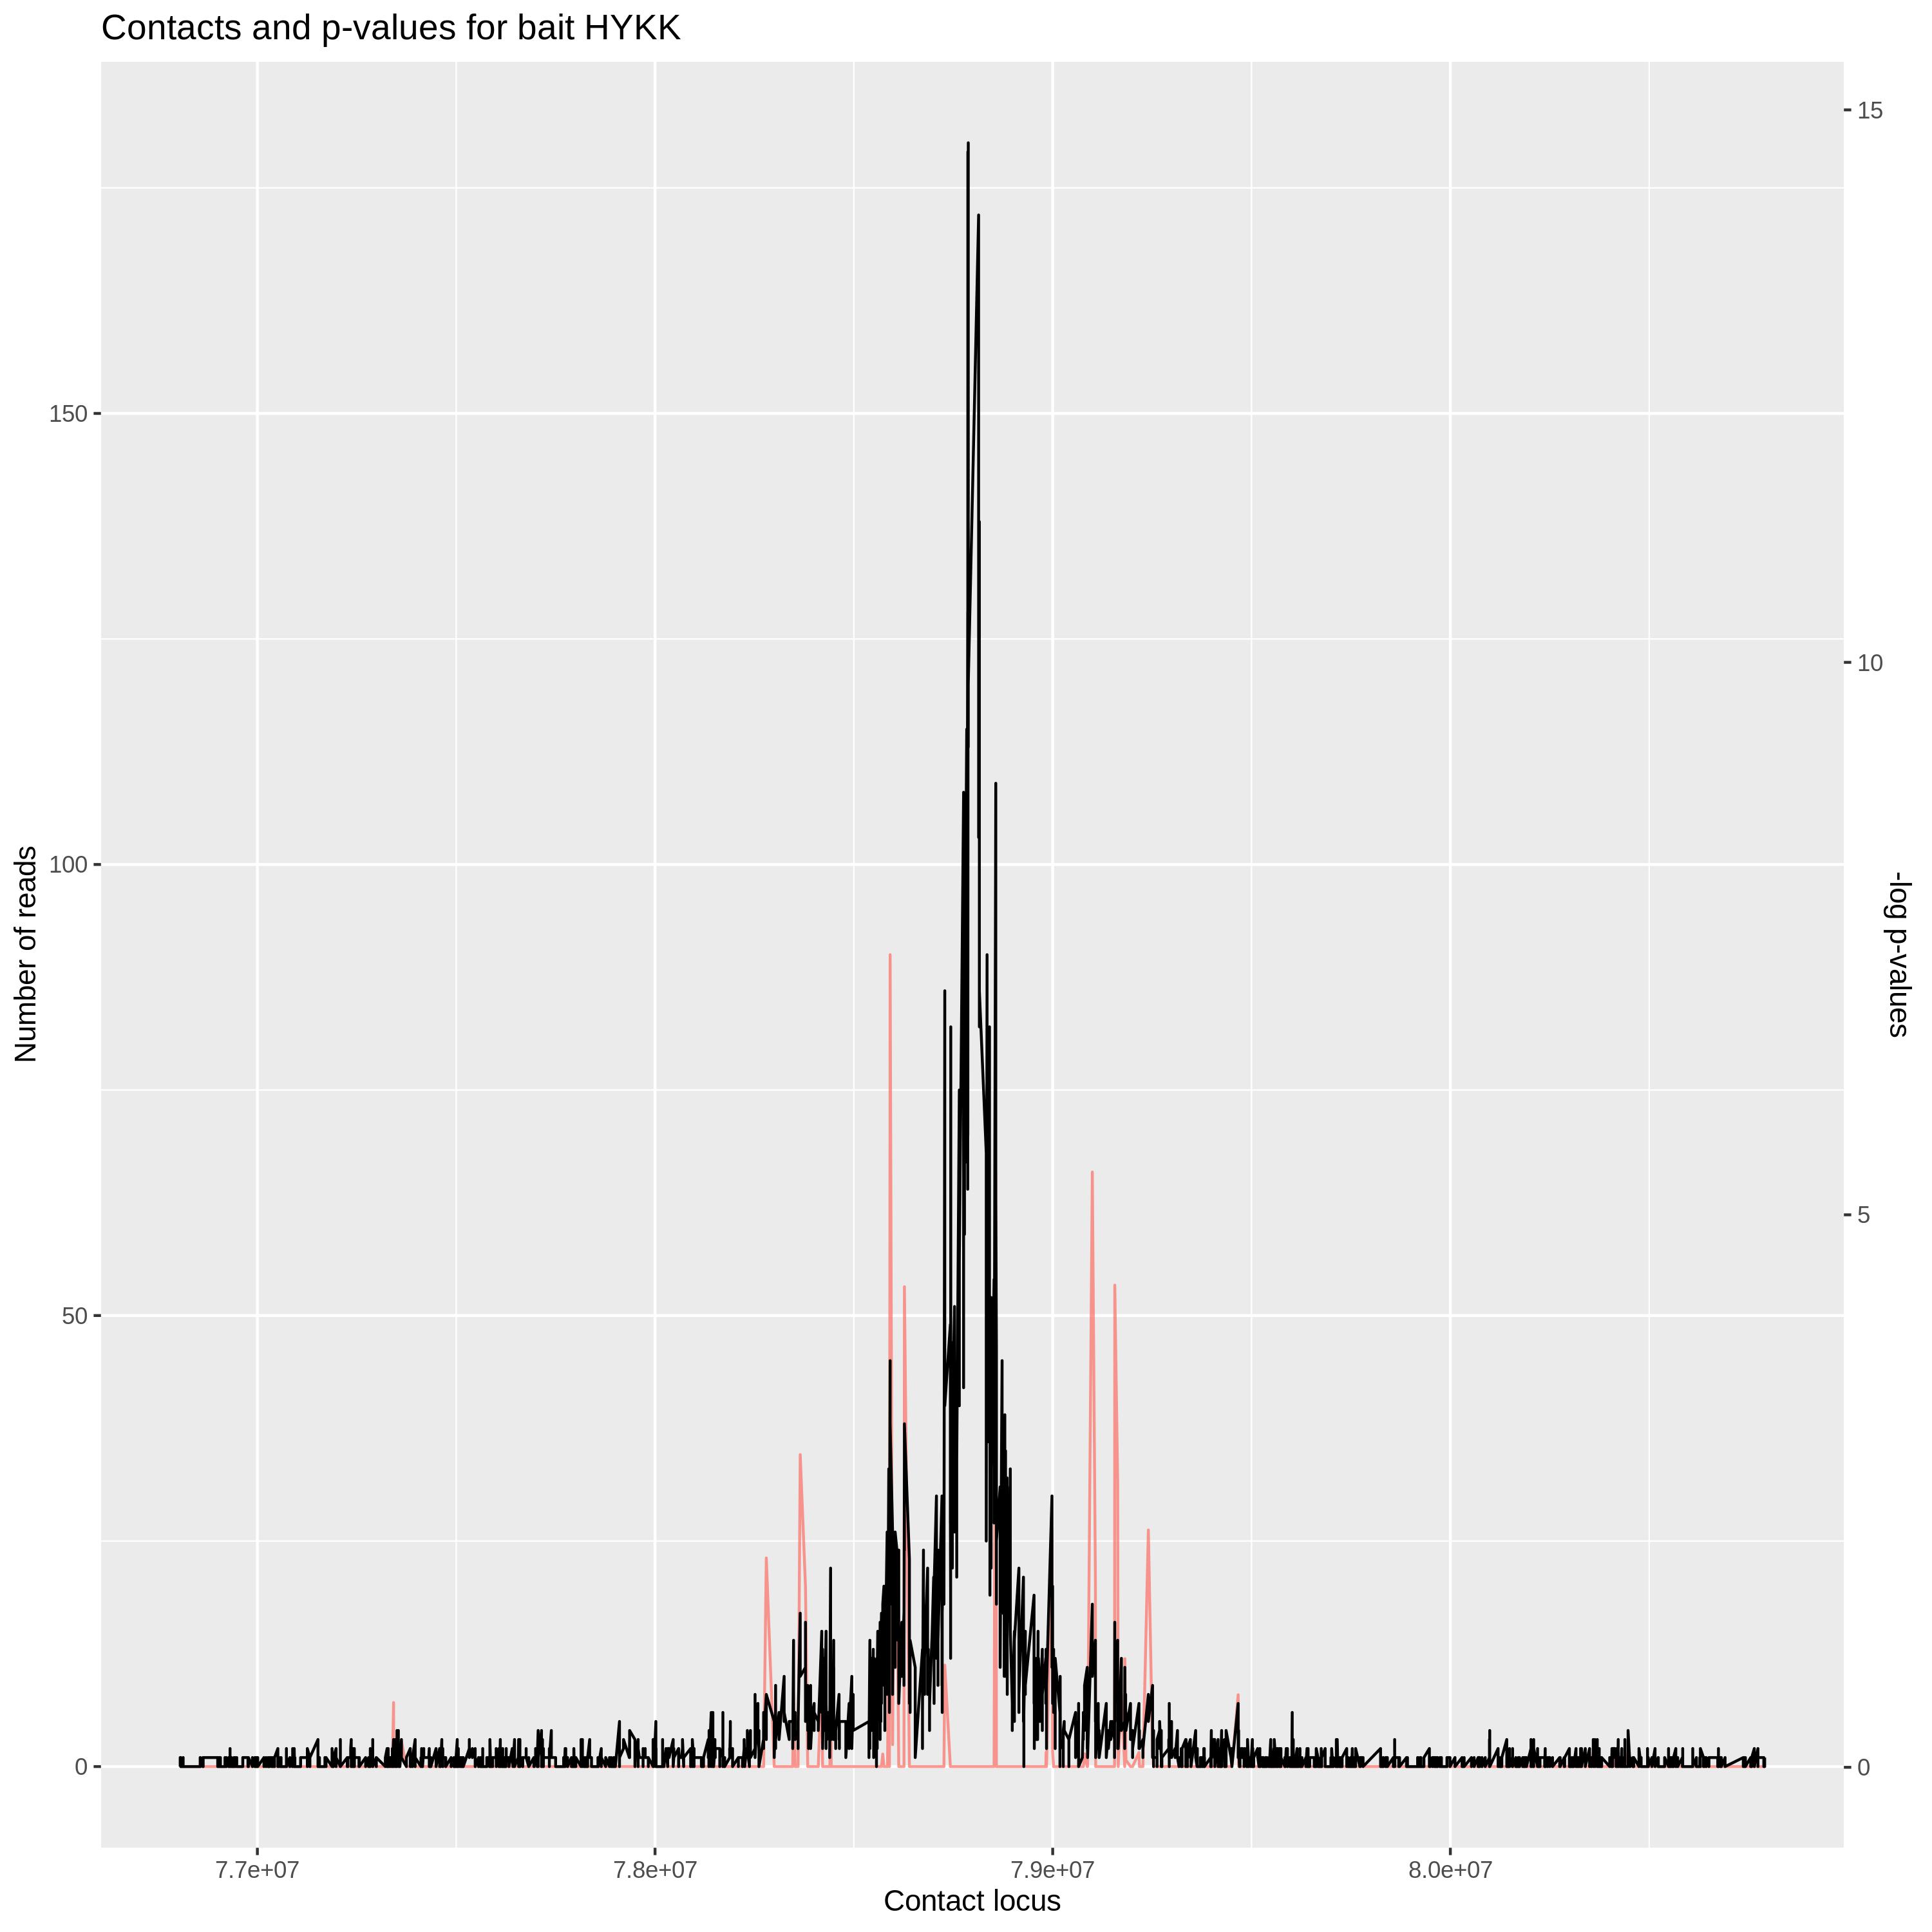 Contacts and p-values for bait HYKK
Number of reads
150
100
50
0
15
10
5
0
-log p-values
7.7e+07 7.8e+07 7.9e+07 8.0e+07
Contact locus